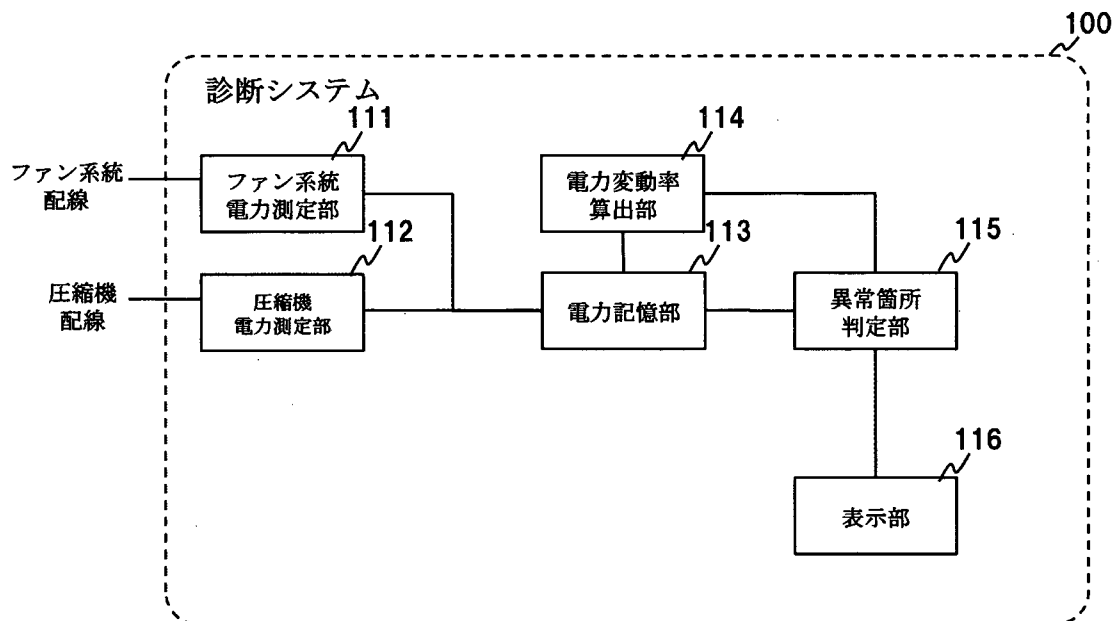 100
診断システム
111
114
ファン系統
配線
ファン系統
電力測定部
電力変動率
算出部
112
113
115
圧縮機
配線
圧縮機
電力測定部
電力記憶部
異常箇所
判定部
116
表示部